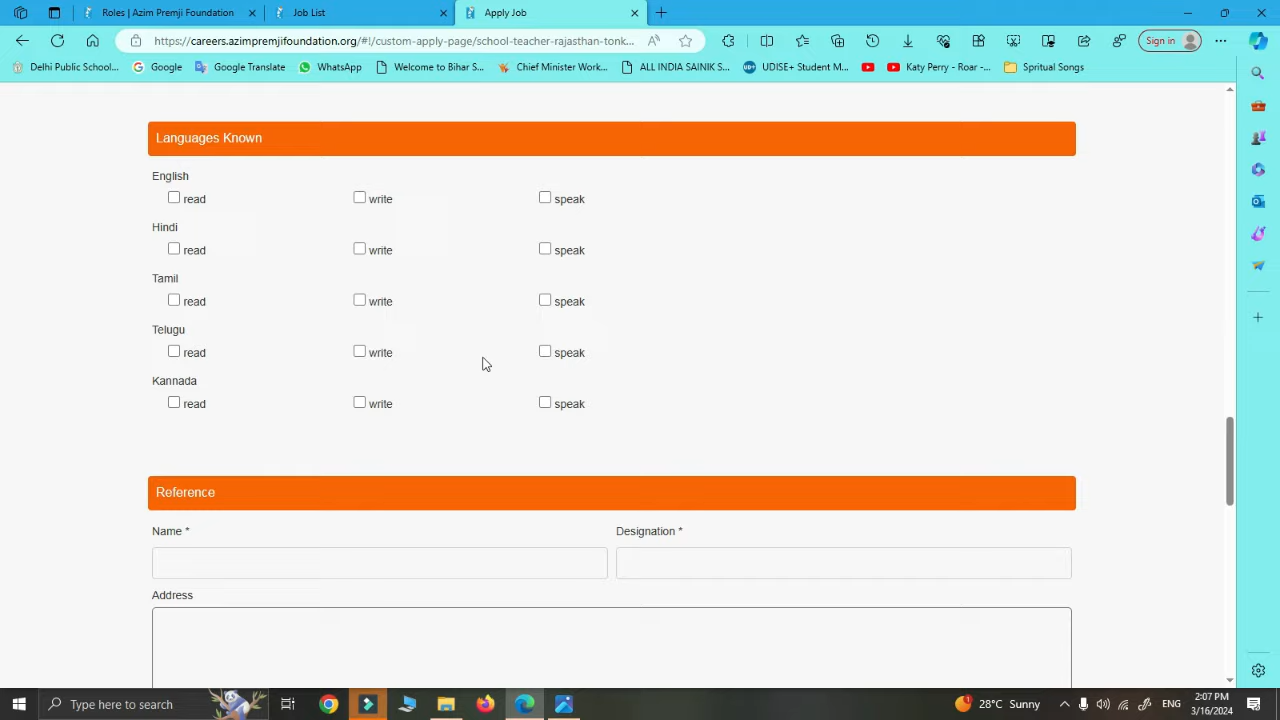 Roles | Azim Premji Foundation
Job List
Apply Job
https://careers.azimpremjifoundation.org/#!/custom-apply-page/school-teacher-rajasthan-tonk...
Sign in
Delhi Public School...
Google
Google Translate
WhatsApp
Welcome to Bihar S...
Chief Minister Work...
ALL INDIA SAINIK S...
UDISE+ Student M...
Katy Perry - Roar -...
Spritual Songs
Languages Known
English
read write speak
Hindi
read write speak
Tamil
read write speak
Telugu
read write speak
Kannada
read write speak
Reference
Name * Designation *
Address
Type here to search
28°C Sunny
ENG
2:07 PM
3/16/2024